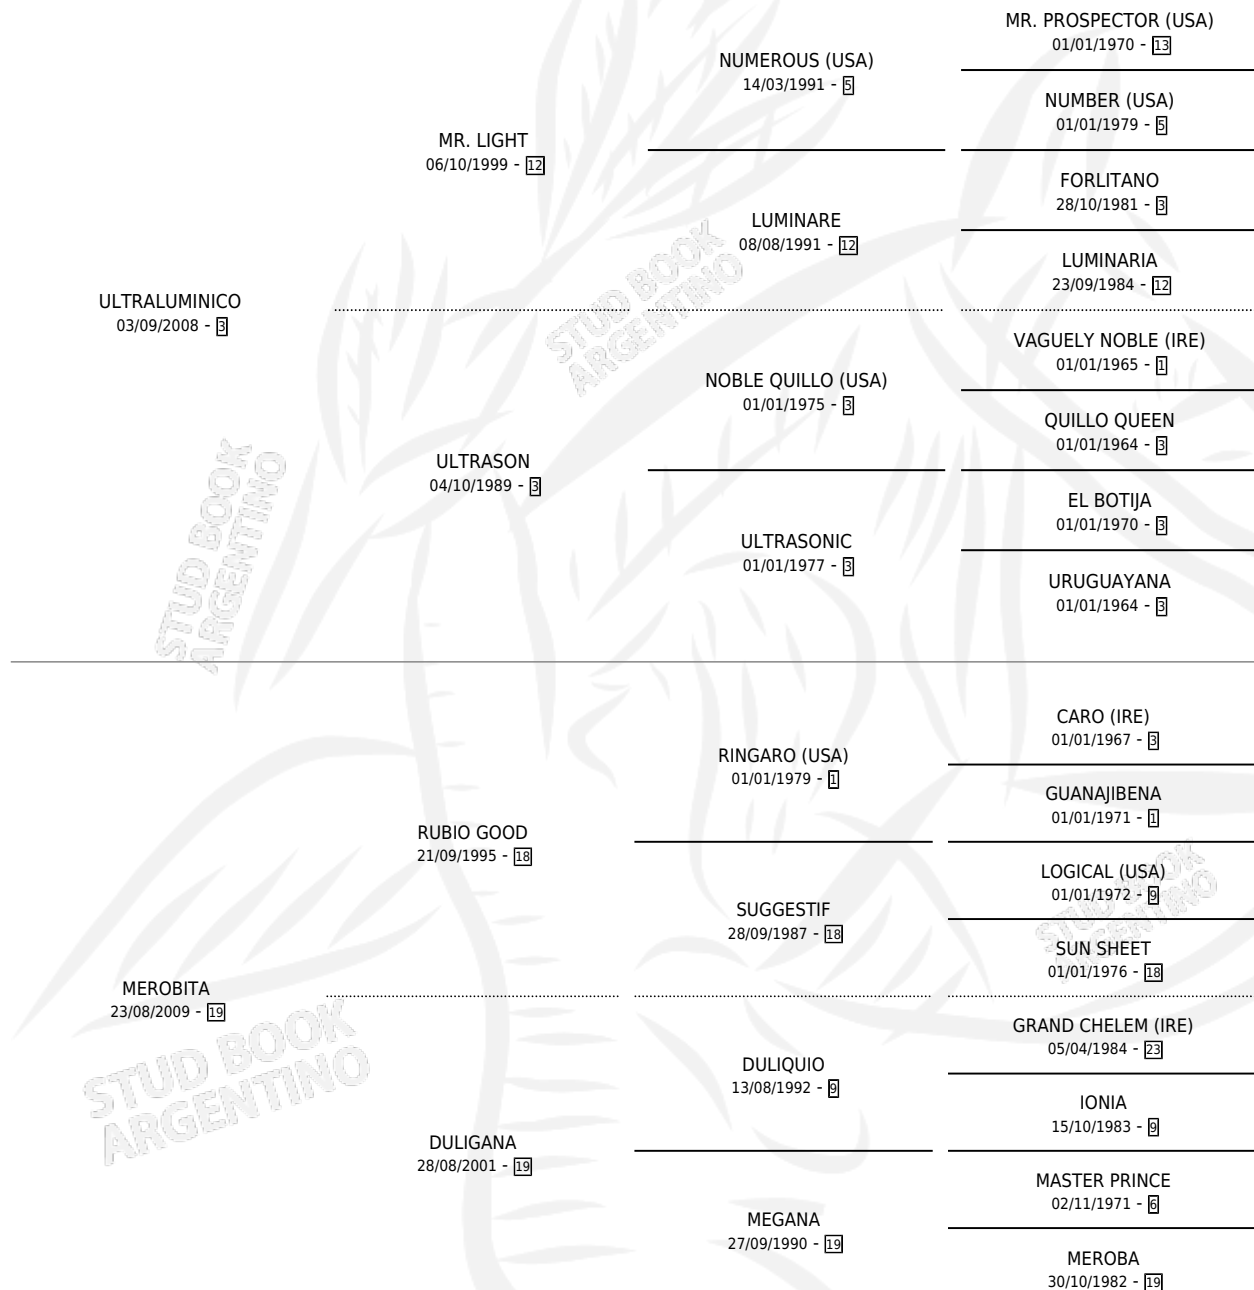 MR. PROSPECTOR (USA)
01/01/1970 - 13
NUMEROUS (USA)
14/03/1991 - 5
NUMBER (USA)
01/01/1979 - 5
MR. LIGHT
06/10/1999 - 12
FORLITANO
28/10/1981 - 3
LUMINARE
08/08/1991 - 12
LUMINARIA
23/09/1984 - 12
ULTRALUMINICO
03/09/2008 - 3
VAGUELY NOBLE (IRE)
01/01/1965 - 1
NOBLE QUILLO (USA)
01/01/1975 - 3
QUILLO QUEEN
01/01/1964 - 3
ULTRASON
04/10/1989 - 3
EL BOTIJA
01/01/1970 - 3
ULTRASONIC
01/01/1977 - 3
URUGUAYANA
01/01/1964 - 3
CARO (IRE)
01/01/1967 - 3
RINGARO (USA)
01/01/1979 - 1
GUANAJIBENA
01/01/1971 - 1
RUBIO GOOD
21/09/1995 - 18
LOGICAL (USA)
01/01/1972 - 9
SUGGESTIF
28/09/1987 - 18
SUN SHEET
01/01/1976 - 18
MEROBITA
23/08/2009 - 19
GRAND CHELEM (IRE)
05/04/1984 - 23
DULIQUIO
13/08/1992 - 9
IONIA
15/10/1983 - 9
DULIGANA
28/08/2001 - 19
MASTER PRINCE
02/11/1971 - 6
MEGANA
27/09/1990 - 19
MEROBA
30/10/1982 - 19
STUD BOOK
ARGENTINO
STUD BOOK
ARGENTINO
STUD BOOK
ARGENTINO
STUD BOOK
ARGENTINO